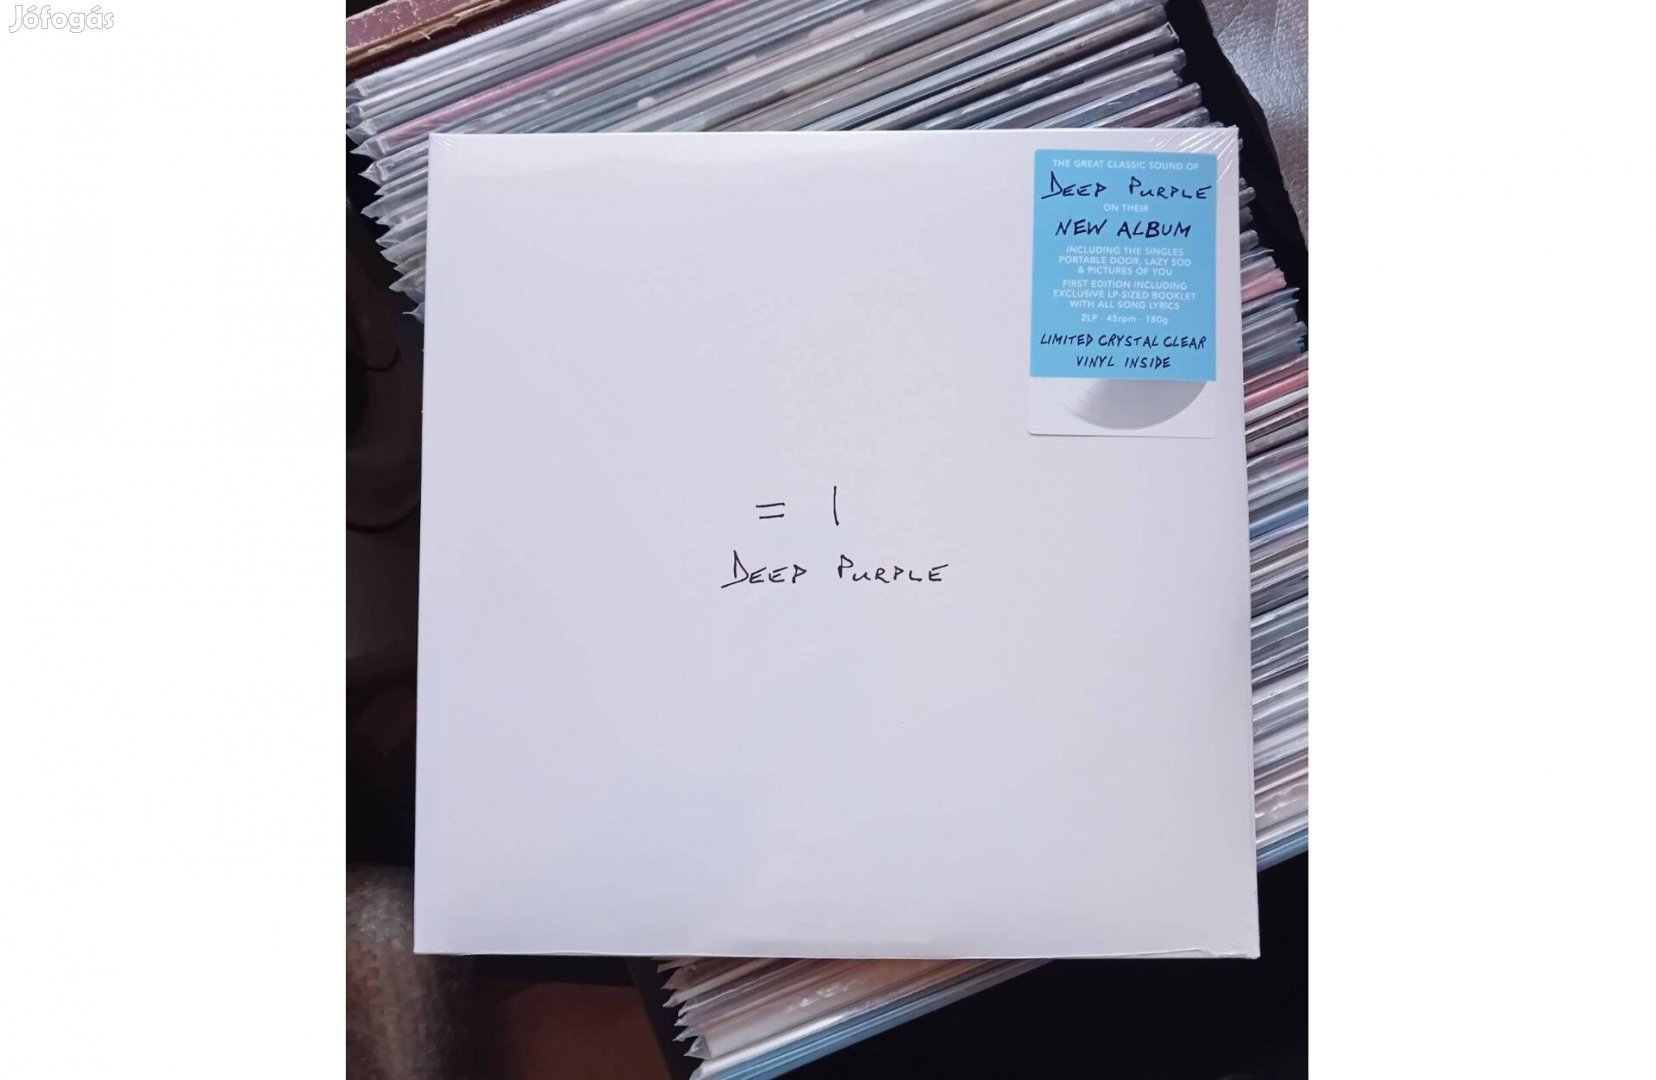 Jófogás
THE GREAT CLASSIC SOUND OF
DEEP PURPLE
ON THEIR
NEW ALBUM
INCLUDING THE SINGLES
PORTABLE DOOR, LAZY SOD
& PICTURES OF YOU
FIRST EDITION INCLUDING
EXCLUSIVE LP-SIZED BOOKLET
WITH ALL SONG LYRICS
2LP · 45rpm · 180g
LIMITED CRYSTAL CLEAR
VINYL INSIDE
= 1
DEEP PURPLE